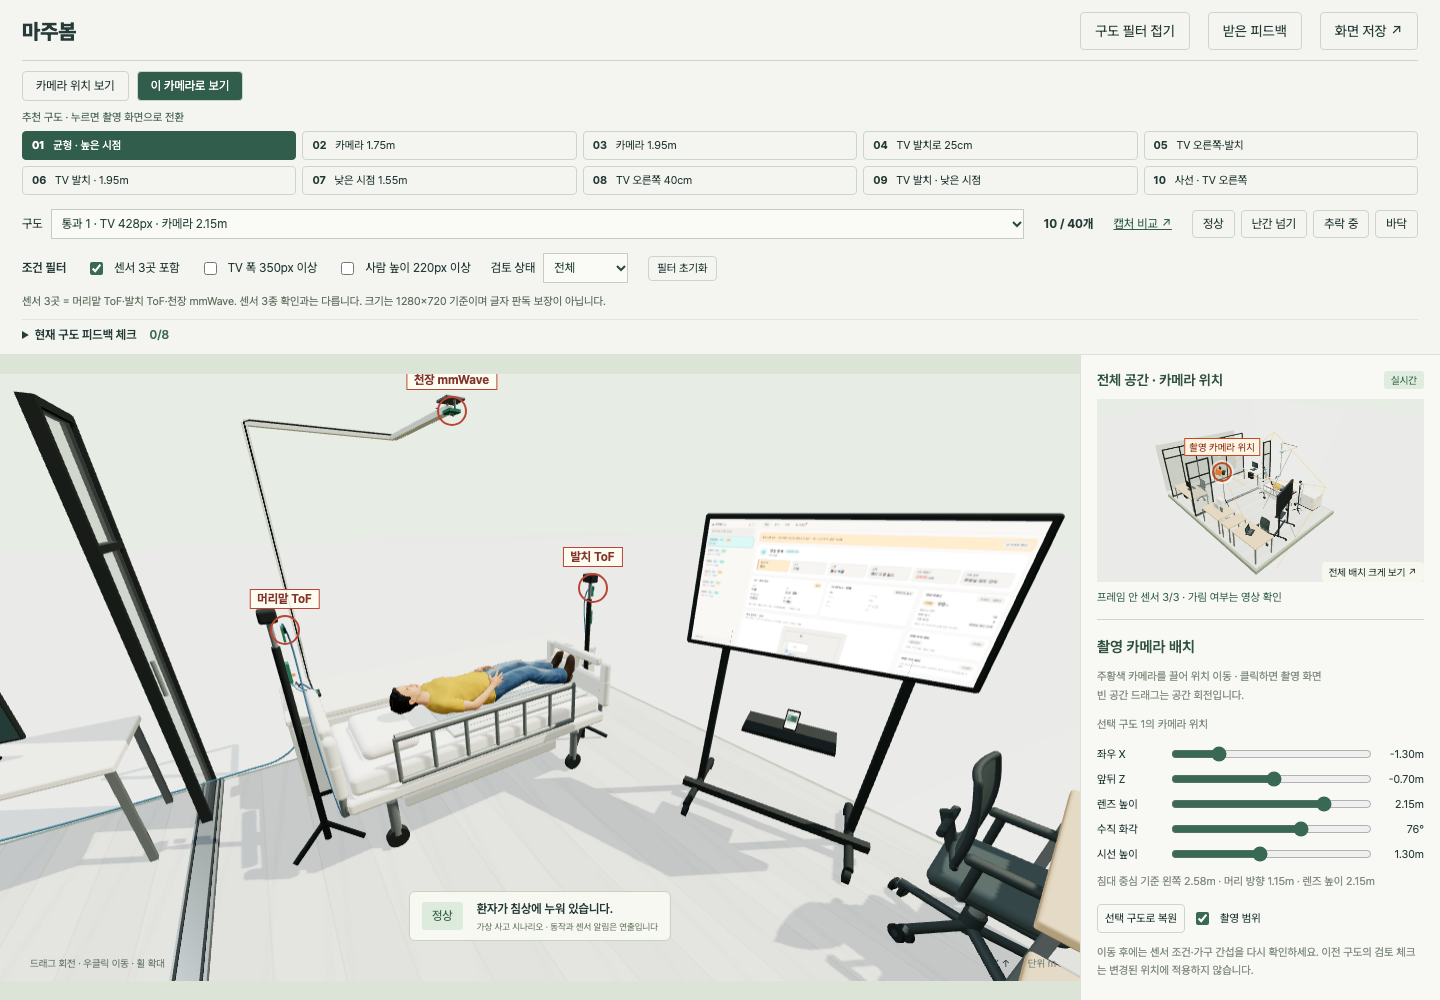 마주봄
구도 필터 접기
받은 피드백
화면 저장 ↗
카메라 위치 보기
이 카메라로 보기
추천 구도 · 누르면 촬영 화면으로 전환
01 균형 · 높은 시점
02 카메라 1.75m
03 카메라 1.95m
04 TV 발치로 25cm
05 TV 오른쪽·발치
06 TV 발치 · 1.95m
07 낮은 시점 1.55m
08 TV 오른쪽 40cm
09 TV 발치 · 낮은 시점
10 사선 · TV 오른쪽
구도 통과 1 · TV 428px · 카메라 2.15m
10 / 40개
캡처 비교 ↗
정상
난간 넘기
추락 중
바닥
조건 필터
센서 3곳 포함
TV 폭 350px 이상
사람 높이 220px 이상
검토 상태 전체
필터 초기화
센서 3곳 = 머리맡 ToF·발치 ToF·천장 mmWave. 센서 3종 확인과는 다릅니다. 크기는 1280×720 기준이며 글자 판독 보장이 아닙니다.
▶ 현재 구도 피드백 체크 0/8
천장 mmWave
발치 ToF
머리맡 ToF
정상
환자가 침상에 누워 있습니다.
가상 사고 시나리오 · 동작과 센서 알림은 연출입니다
드래그 회전 · 우클릭 이동 · 휠 확대
↑
단위
전체 공간 · 카메라 위치
실시간
촬영 카메라 위치
전체 배치 크게 보기 ↗
프레임 안 센서 3/3 · 가림 여부는 영상 확인
촬영 카메라 배치
주황색 카메라를 끌어 위치 이동 · 클릭하면 촬영 화면
빈 공간 드래그는 공간 회전입니다.
선택 구도 1의 카메라 위치
좌우 X -1.30m
앞뒤 Z -0.70m
렌즈 높이 2.15m
수직 화각 76°
시선 높이 1.30m
침대 중심 기준 왼쪽 2.58m · 머리 방향 1.15m · 렌즈 높이 2.15m
선택 구도로 복원
촬영 범위
이동 후에는 센서 조건·가구 간섭을 다시 확인하세요. 이전 구도의 검토 체크
는 변경된 위치에 적용하지 않습니다.